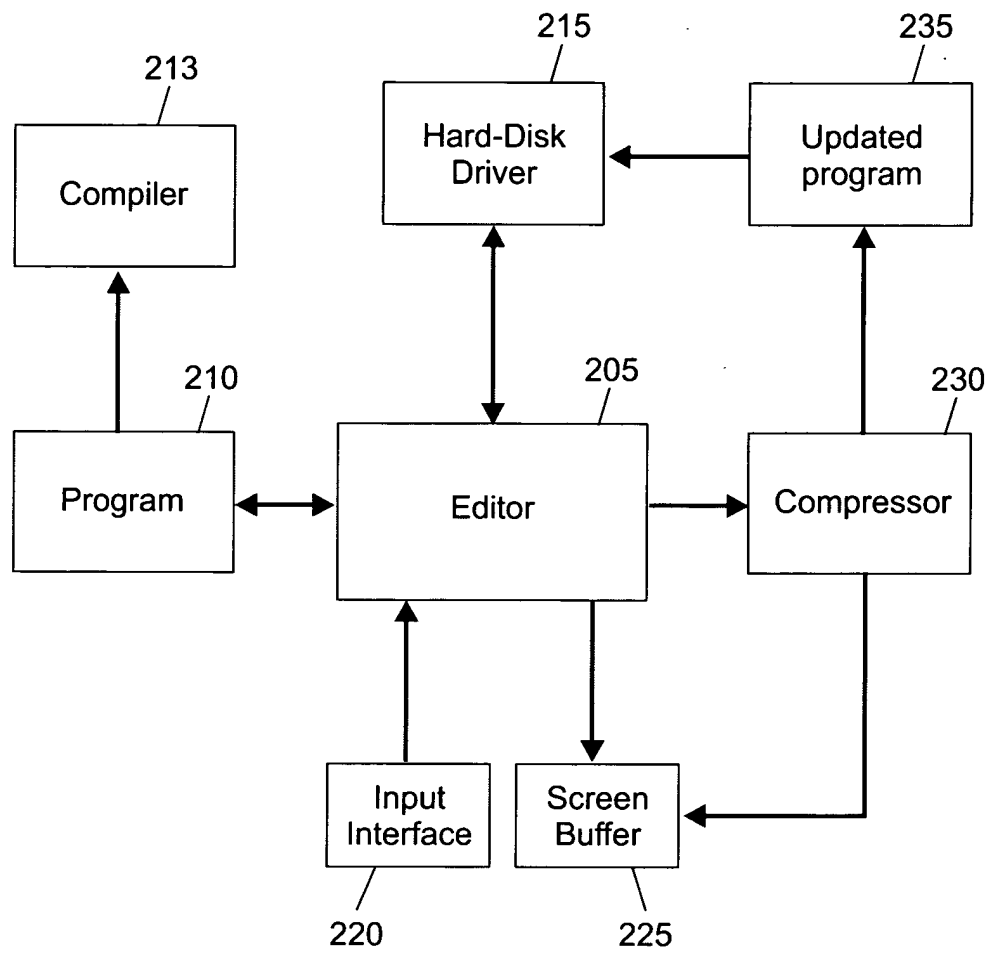 215
235
213
Hard-Disk
Driver
Updated
program
Compiler
210
205
230
Program
Editor
Compressor
Input
Interface
Screen
Buffer
220
225